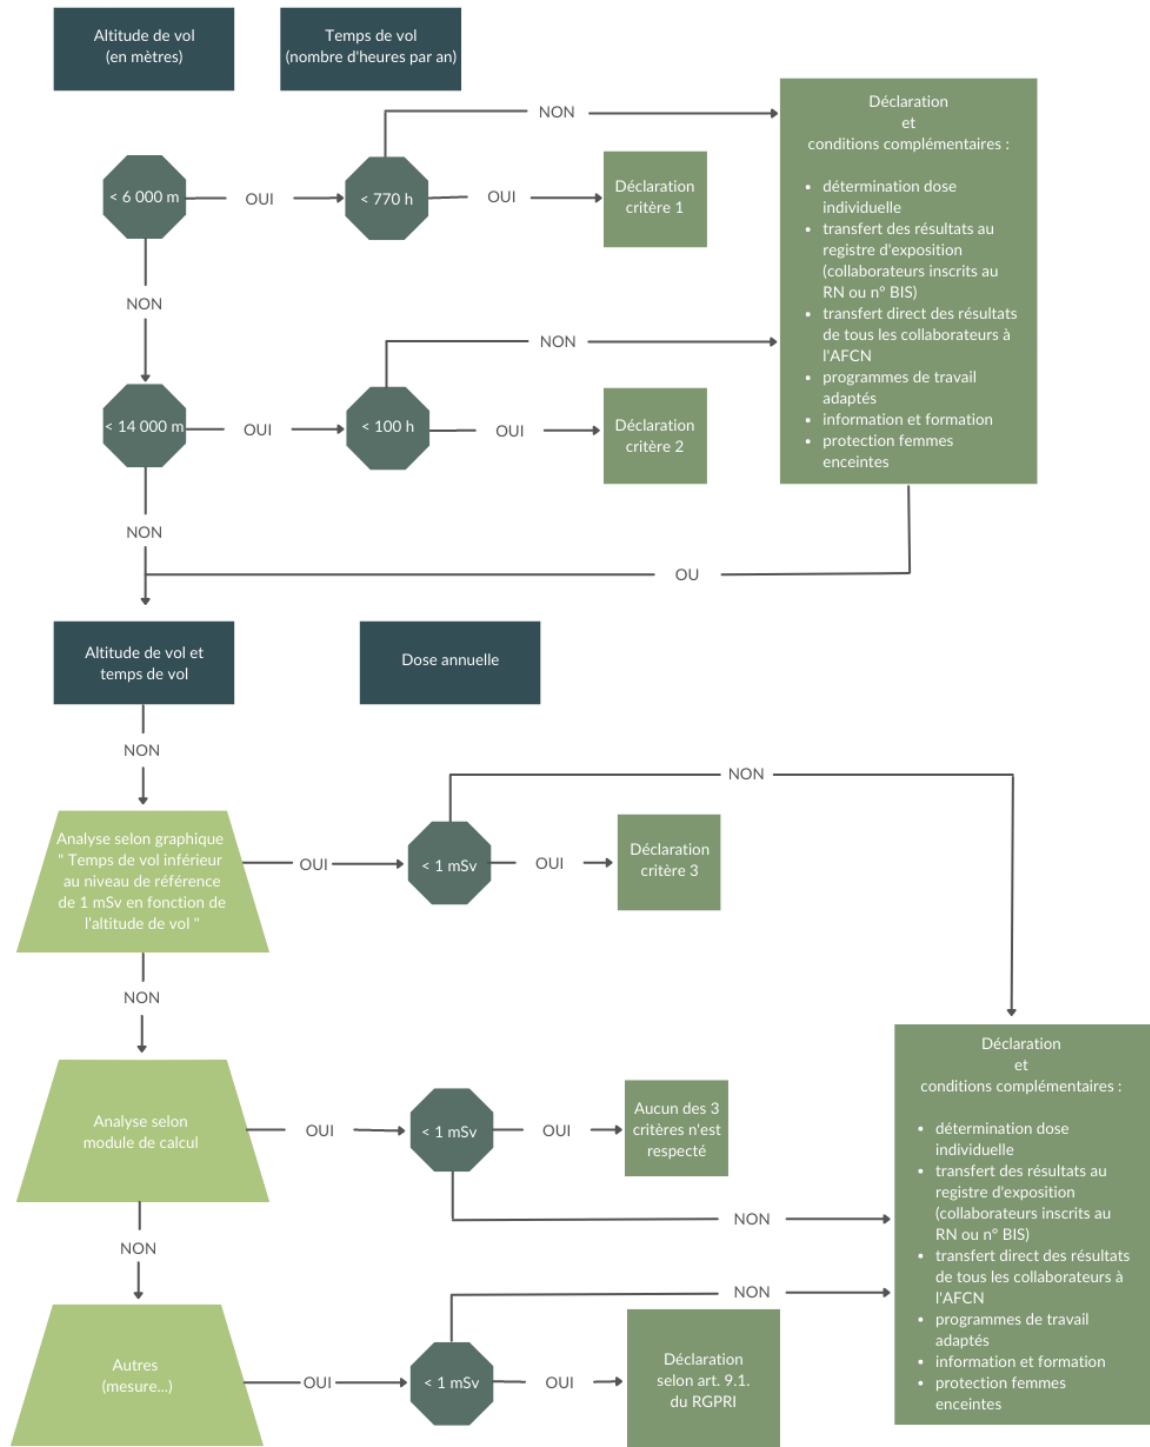 Altitude de vol
(en mètres)
Temps de vol
(nombre d'heures par an)
NON
Déclaration
et
conditions complémentaires :
• détermination dose
individuelle
• transfert des résultats au
registre d'exposition
(collaborateurs inscrits au
RN ou n° BIS)
• transfert direct des résultats
de tous les collaborateurs à
l'AFCN
• programmes de travail
adaptés
• information et formation
• protection femmes
enceintes
< 6 000 m
OUI
< 770 h
OUI
Déclaration
critère 1
NON
NON
< 14 000 m
OUI
< 100 h
OUI
Déclaration
critère 2
NON
OU
Altitude de vol et
temps de vol
Dose annuelle
NON
NON
Analyse selon graphique
" Temps de vol inférieur
au niveau de référence
de 1 mSv en fonction de
l'altitude de vol "
OUI
< 1 mSv
OUI
Déclaration
critère 3
NON
Analyse selon
module de calcul
OUI
< 1 mSv
OUI
Aucun des 3
critères n'est
respecté
NON
Déclaration
et
conditions complémentaires :
• détermination dose
individuelle
• transfert des résultats au
registre d'exposition
(collaborateurs inscrits au
RN ou n° BIS)
• transfert direct des résultats
de tous les collaborateurs à
l'AFCN
• programmes de travail
adaptés
• information et formation
• protection femmes
enceintes
NON
NON
Autres
(mesure...)
OUI
< 1 mSv
OUI
Déclaration
selon art. 9.1.
du RGPRI